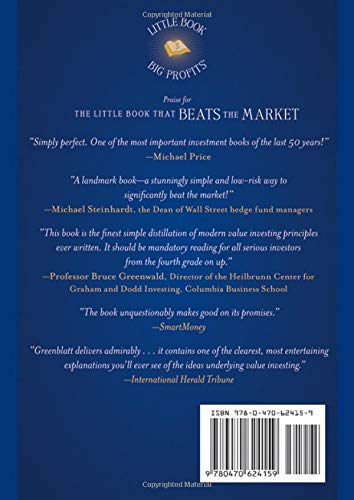 Copyrighted Material
LITTLE BOOK
BIG PROFITS
Praise for
THE LITTLE BOOK THAT BEATS THE MARKET
"Simply perfect. One of the most important investment books of the last 50 years!"
—Michael Price
"A landmark book—a stunningly simple and low-risk way to
significantly beat the market!"
—Michael Steinhardt, the Dean of Wall Street hedge fund managers
"This book is the finest simple distillation of modern value investing principles
ever written. It should be mandatory reading for all serious investors
from the fourth grade on up."
—Professor Bruce Greenwald, Director of the Heilbrunn Center for
Graham and Dodd Investing, Columbia Business School
"The book unquestionably makes good on its promises."
—SmartMoney
"Greenblatt delivers admirably . . . it contains one of the clearest, most entertaining
explanations you'll ever see of the ideas underlying value investing."
—International Herald Tribune
ISBN 978-0-470-62415-9
9 780470 624159
Copyrighted Material